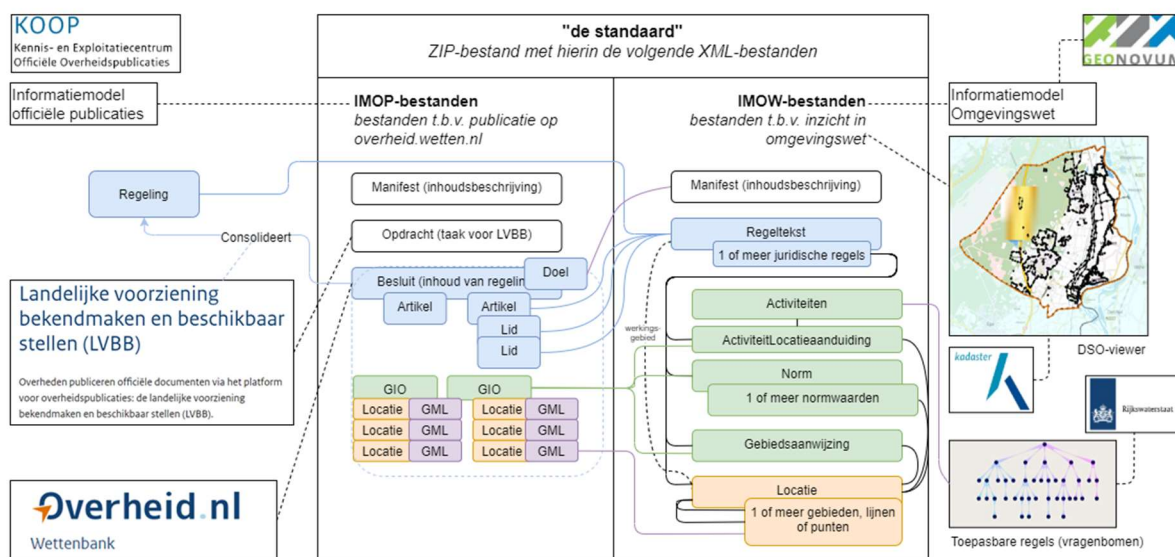 KOOP
Kennis- en Exploitatiecentrum
Officiële Overheidspublicaties
"de standaard"
ZIP-bestand met hierin de volgende XML-bestanden
GEONOVUM
Informatiemodel
officiële publicaties
IMOP-bestanden
bestanden t.b.v. publicatie op
overheid.wetten.nl
IMOW-bestanden
bestanden t.b.v. inzicht in
omgevingswet
Informatiemodel
Omgevingswet
Regeling
Consolideert
Manifest (inhoudsbeschrijving)
Opdracht (taak voor LVBB)
Doel
Besluit (inhoud van regelin
Artikel
Artikel
Lid
Lid
GIO
GIO
Locatie GML Locatie GML
Locatie GML Locatie GML
Locatie GML Locatie GML
Manifest (inhoudsbeschrijving)
Regeltekst
1 of meer juridische regels
werkings-
gebied
Activiteiten
ActiviteitLocatieaanduiding
Norm
1 of meer normwaarden
Gebiedsaanwijzing
Locatie
1 of meer gebieden, lijnen
of punten
Landelijke voorziening
bekendmaken en beschikbaar
stellen (LVBB)
Overheden publiceren officiële documenten via het platform
voor overheidspublicaties: de landelijke voorziening
bekendmaken en beschikbaar stellen (LVBB).
Overheid.nl
Wettenbank
DSO-viewer
kadaster
Rijkswaterstaat
Toepasbare regels (vragenbomen)